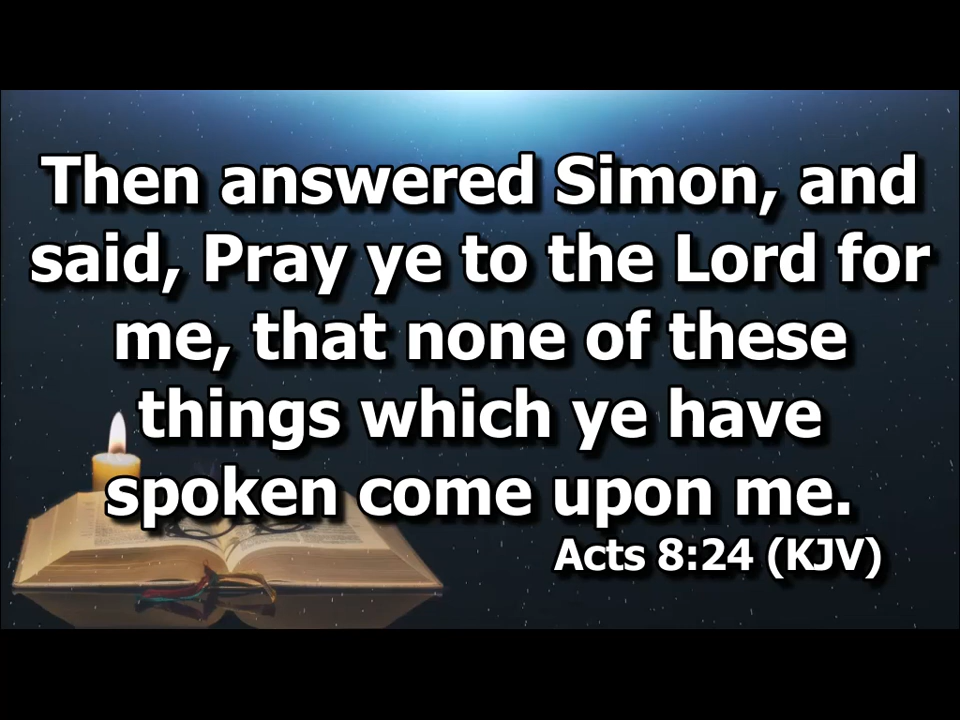 Then answered Simon, and
said, Pray ye to the Lord for
me, that none of these
things which ye have
spoken come upon me.
Acts 8:24 (KJV)